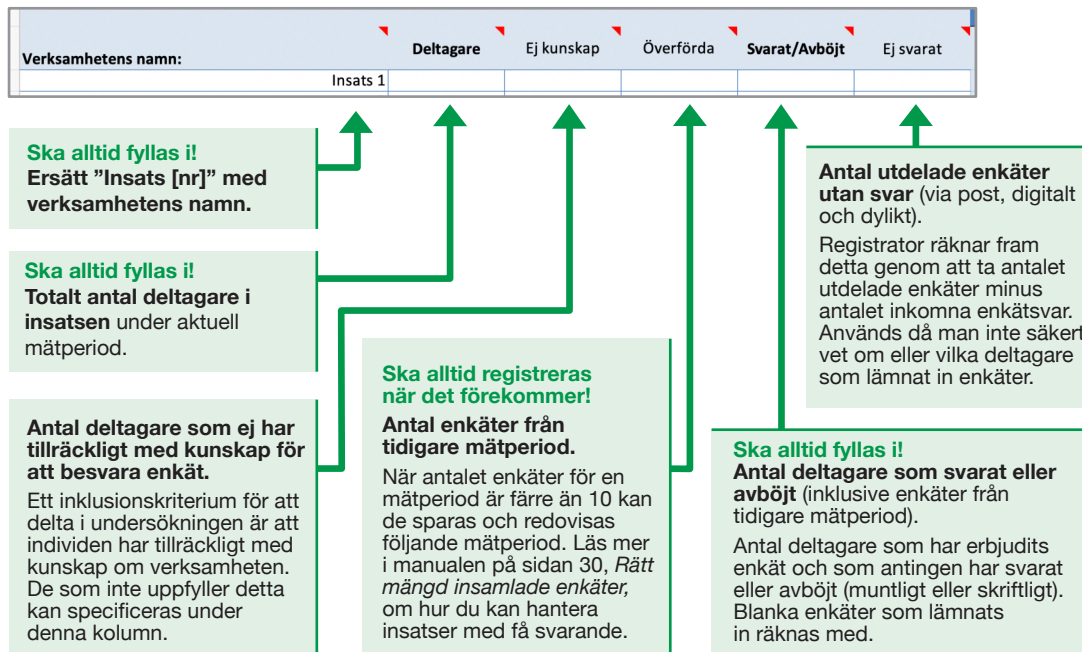 Verksamhetens namn:
Deltagare
Ej kunskap
Överförda
Svarat/Avböjt
Ej svarat
Insats 1
Ska alltid fyllas i!
Ersätt ”Insats [nr]” med
verksamhetens namn.
Ska alltid fyllas i!
Totalt antal deltagare i
insatsen under aktuell
mätperiod.
Antal deltagare som ej har
tillräckligt med kunskap för
att besvara enkät.
Ett inklusionskriterium för att
delta i undersökningen är att
individen har tillräckligt med
kunskap om verksamheten.
De som inte uppfyller detta
kan specificeras under
denna kolumn.
Ska alltid registreras
när det förekommer!
Antal enkäter från
tidigare mätperiod.
När antalet enkäter för en
mätperiod är färre än 10 kan
de sparas och redovisas
följande mätperiod. Läs mer
i manualen på sidan 30, Rätt
mängd insamlade enkäter,
om hur du kan hantera
insatser med få svarande.
Antal utdelade enkäter
utan svar (via post, digitalt
och dylikt).
Registrator räknar fram
detta genom att ta antalet
utdelade enkäter minus
antalet inkomna enkätsvar.
Används då man inte säkert
vet om eller vilka deltagare
som lämnat in enkäter.
Ska alltid fyllas i!
Antal deltagare som svarat eller
avböjt (inklusive enkäter från
tidigare mätperiod).
Antal deltagare som har erbjudits
enkät och som antingen har svarat
eller avböjt (muntligt eller skriftligt).
Blanka enkäter som lämnats
in räknas med.